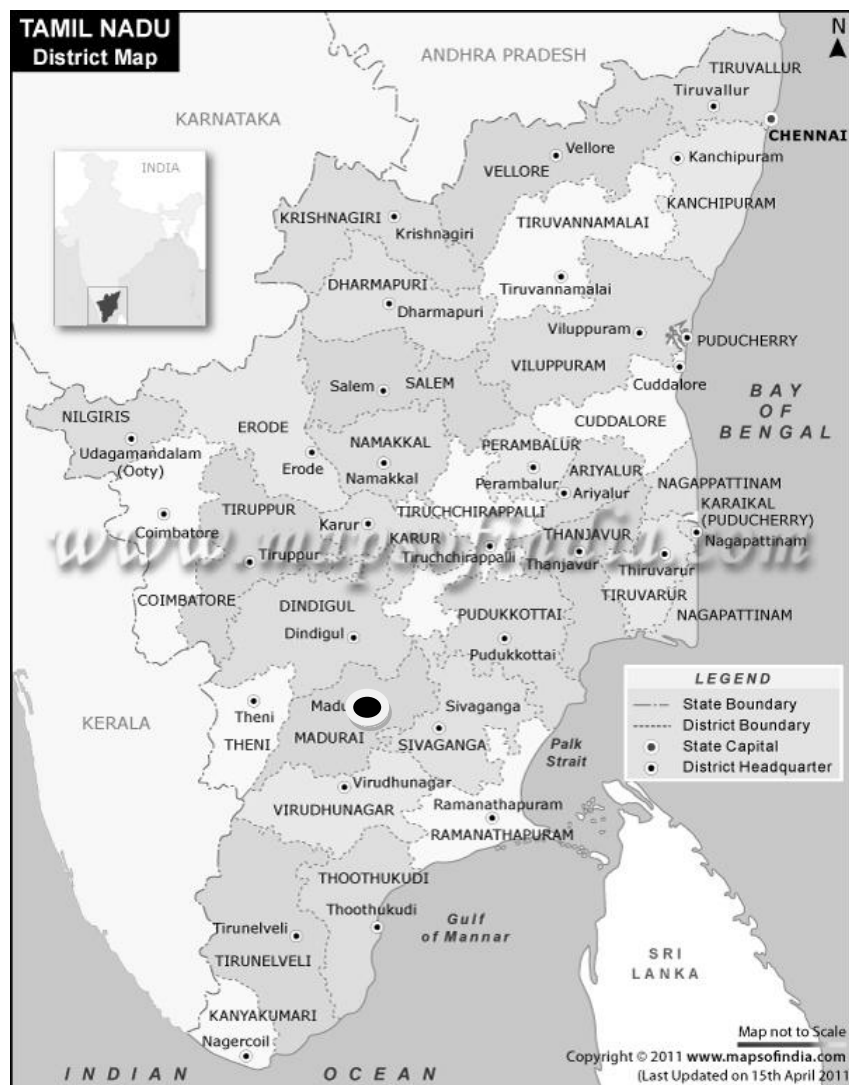 TAMIL NADU
District Map
N
ANDHRA PRADESH
KARNATAKA
INDIA
TIRUVALLUR
Tiruvallur
CHENNAI
Vellore
VELLORE
Kanchipuram
KANCHIPURAM
KRISHNAGIRI
Krishnagiri
TIRUVANNAMALAI
Tiruvannamalai
DHARMAPURI
Dharmapuri
Viluppuram
VILUPPURAM
PUDUCHERRY
Cuddalore
CUDDALORE
Salem
SALEM
BAY
OF
BENGAL
NILGIRIS
Udagamandalam
(Ooty)
ERODE
Erode
NAMAKKAL
Namakkal
PERAMBALUR
Perambalur
ARIYALUR
Ariyalur
NAGAPPATTINAM
KARAIKAL
(PUDUCHERRY)
Nagapattinam
TIRUPPUR
Tiruppur
Coimbatore
COIMBATORE
Karur
KARUR
TIRUCHCHIRAPPALLI
Tiruchchirappalli
THANJAVUR
Thanjavur
Thiruvarur
TIRUVARUR
NAGAPATTINAM
www.mapsofindia.com
DINDIGUL
Dindigul
PUDUKKOTTAI
Pudukkottai
KERALA
Theni
THENI
MADURAI
Sivaganga
SIVAGANGA
Palk
Strait
LEGEND
State Boundary
District Boundary
State Capital
District Headquarter
Virudhunagar
VIRUDHUNAGAR
Ramanathapuram
RAMANATHAPURAM
THOOTHUKUDI
Thoothukudi
Gulf
of Mannar
Tirunelveli
TIRUNELVELI
SRI
LANKA
KANYAKUMARI
Nagercoil
INDIAN OCEAN
Map not to Scale
Copyright © 2011 www.mapsofindia.com
(Last Updated on 15th April 2011